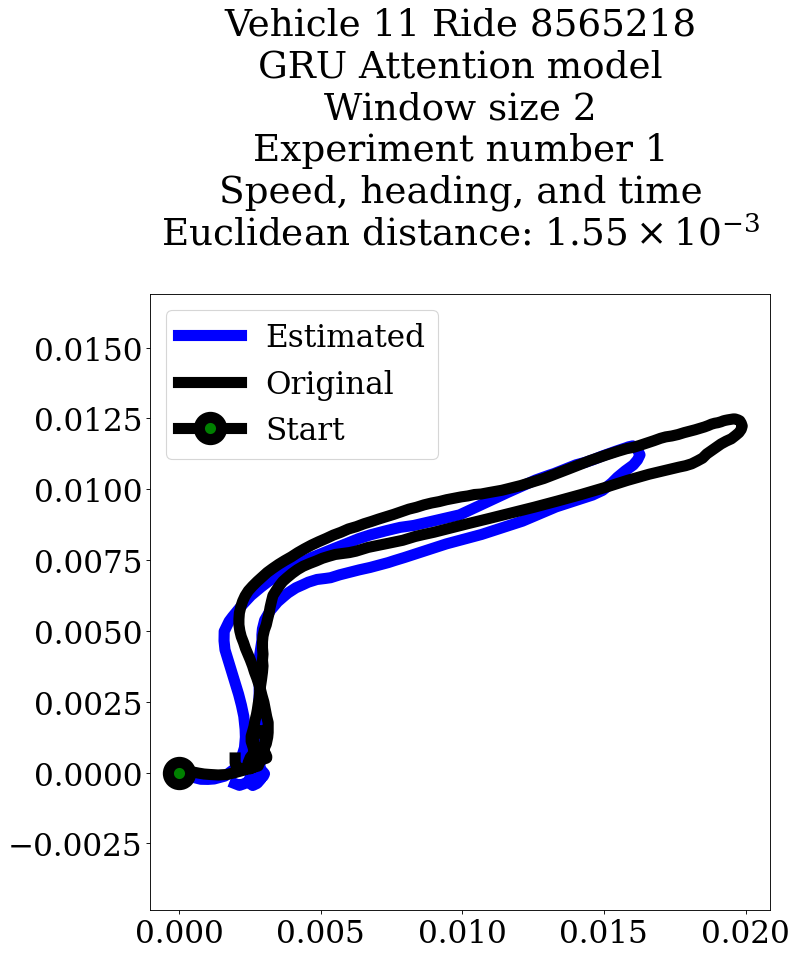 Vehicle 11 Ride 8565218
GRU Attention model
Window size 2
Experiment number 1
Speed, heading, and time
Euclidean distance: 1.55 × 10⁻³
Estimated
Original
Start
0.0150
0.0125
0.0100
0.0075
0.0050
0.0025
0.0000
−0.0025
0.000 0.005 0.010 0.015 0.020